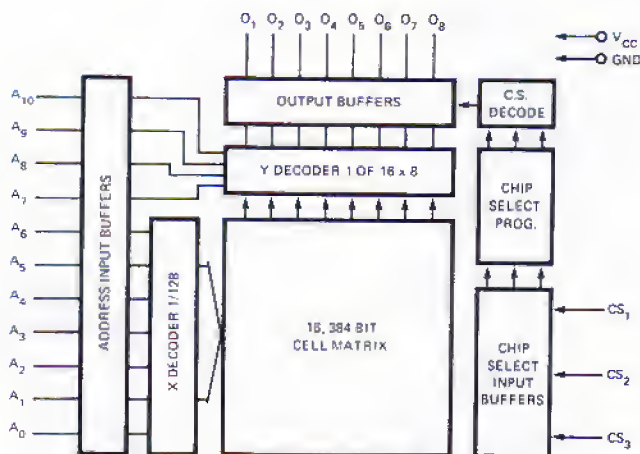 O1 O2 O3 O4 O5 O6 O7 O8
VCC
GND
OUTPUT BUFFERS
C.S.
DECODE
A10
A9
A8
A7
A6
A5
A4
A3
A2
A1
A0
ADDRESS INPUT BUFFERS
Y DECODER 1 OF 16 x 8
CHIP
SELECT
PROG.
X DECODER 1/128
16, 384 BIT
CELL MATRIX
CHIP
SELECT
INPUT
BUFFERS
CS1
CS2
CS3